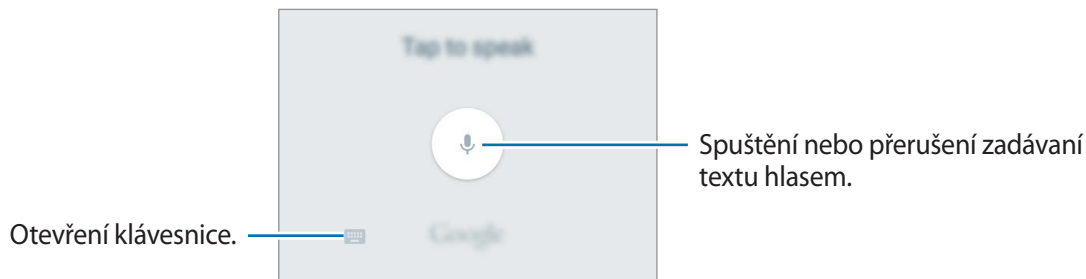 Tap to speak
Spuštění nebo přerušení zadávaní
textu hlasem.
Otevření klávesnice.
Google